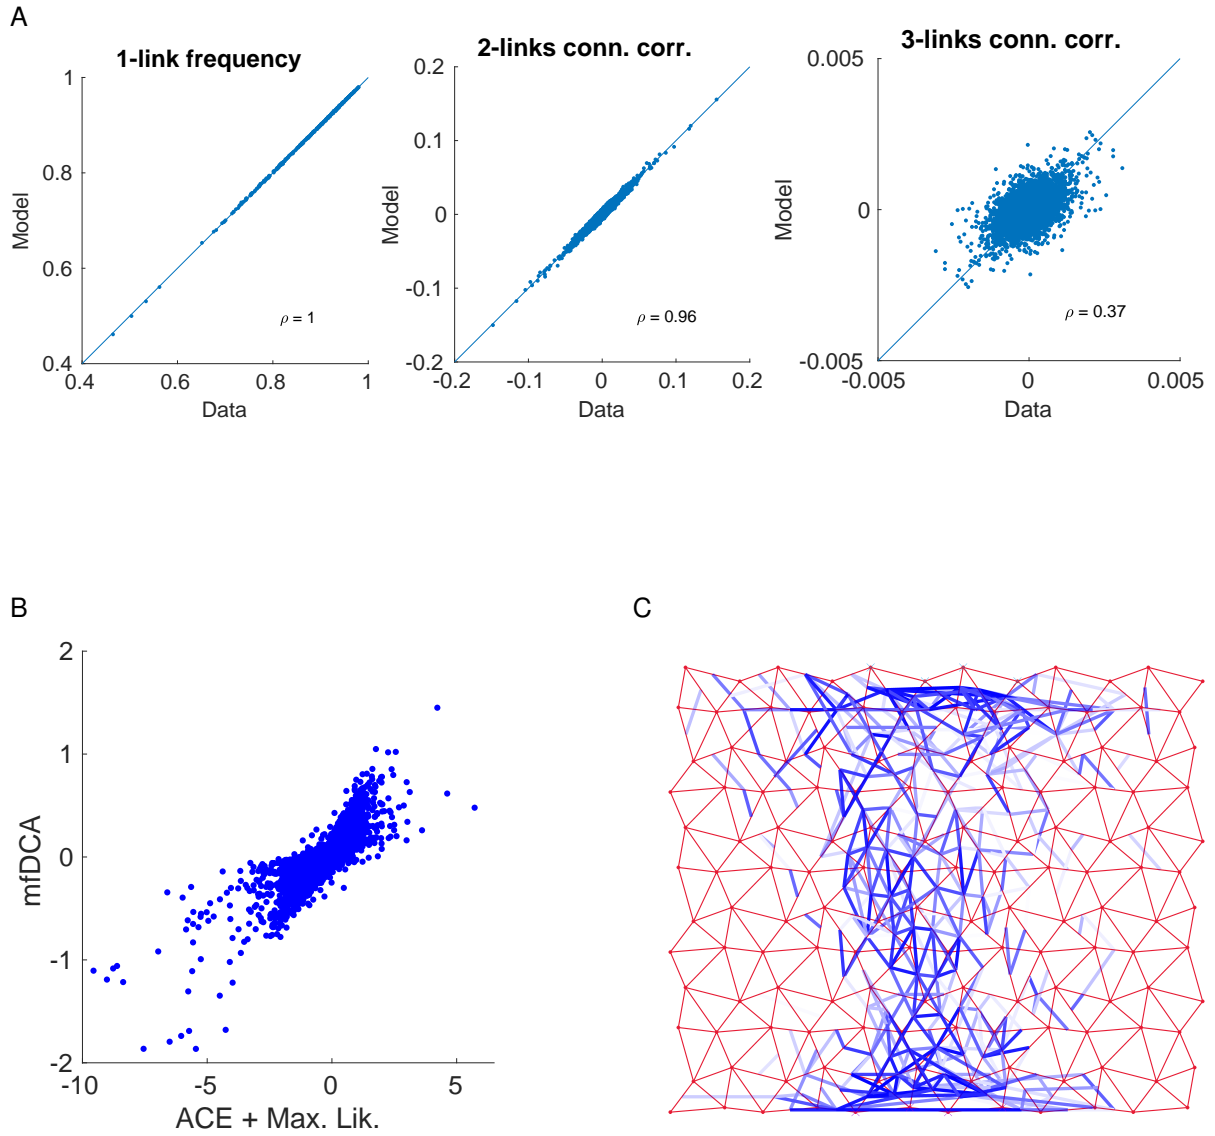 A
1-link frequency
1
0.8
0.6
0.4
0.4
0.6
0.8
1
Model
Data
ρ = 1
2-links conn. corr.
0.2
0.1
0
-0.1
-0.2
-0.2
-0.1
0
0.1
0.2
Model
Data
ρ = 0.96
3-links conn. corr.
0.005
0
-0.005
-0.005
0
0.005
Model
Data
ρ = 0.37
B
2
1
0
-1
-2
-10
-5
0
5
mfDCA
ACE + Max. Lik.
C